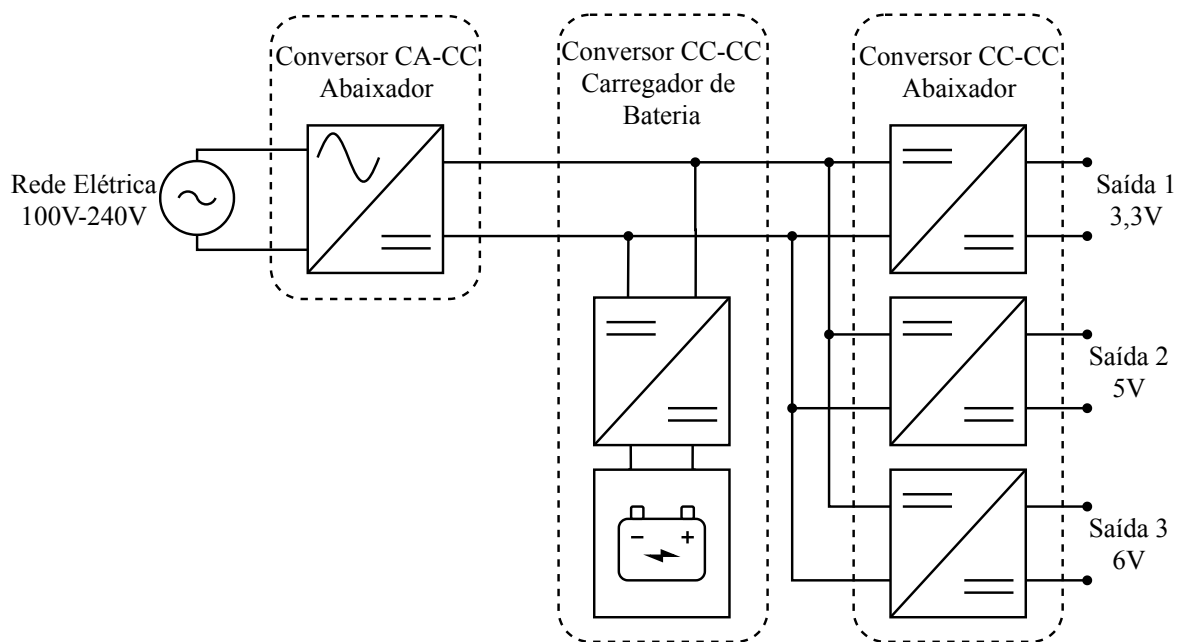 Conversor CA-CC
Abaixador
Conversor CC-CC
Carregador de
Bateria
Conversor CC-CC
Abaixador
Rede Elétrica
100V-240V
Saída 1
3,3V
Saída 2
5V
Saída 3
6V